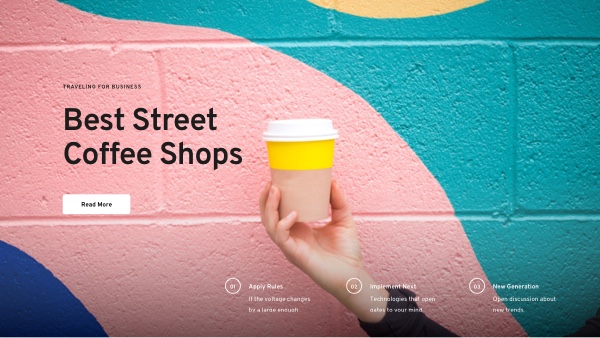 TRAVELING FOR BUSINESS
Best Street
Coffee Shops
Read More
01 Apply Rules
If the voltage changes
by a large enough
02 Implement Next
Technologies that open
gates to your mind.
03 New Generation
Open discussion about
new trends.